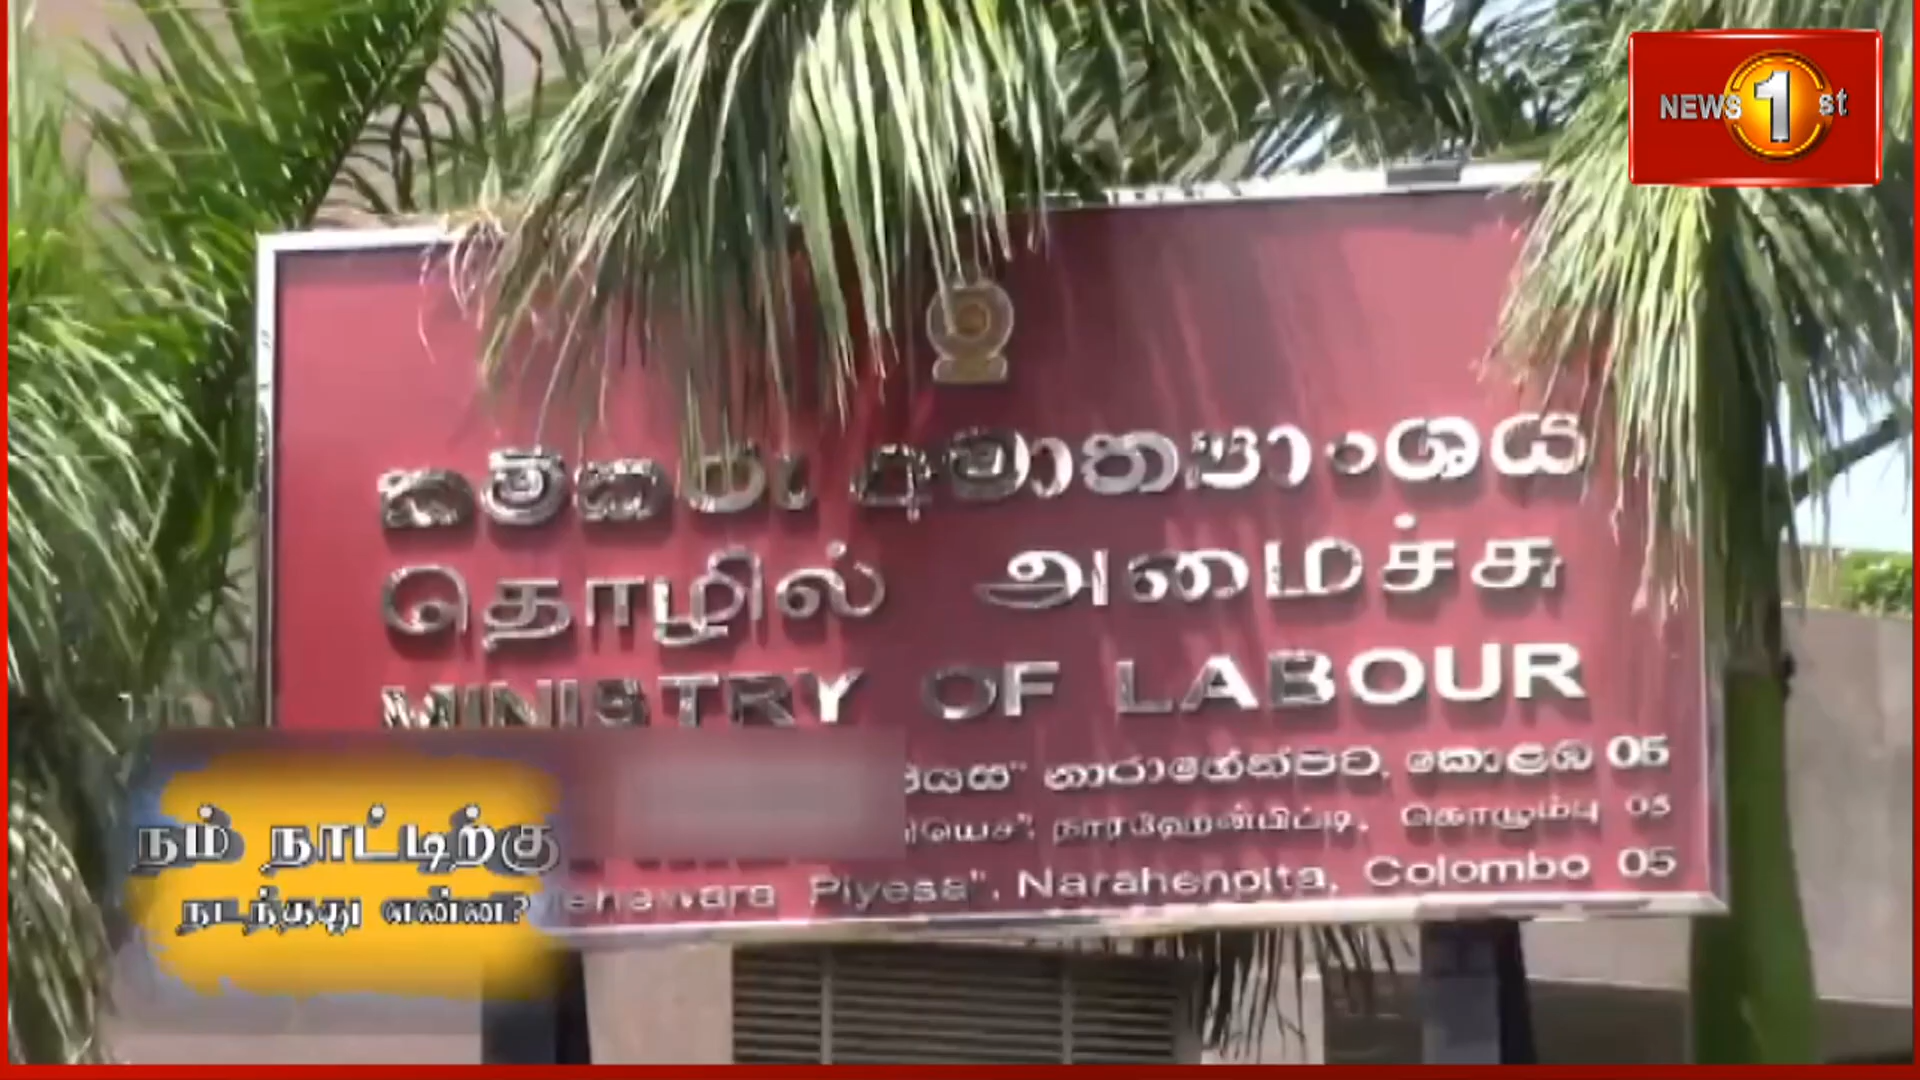 NEWS 1st
කම්කරු අමාත්‍යාංශය
தொழில் அமைச்சு
MINISTRY OF LABOUR
පියස" නාරාහේන්පිට, කොළඹ 05
பியெச", நாரஹேன்பிட்டி, கொழும்பு 05
Piyesa", Narahenpita, Colombo 05
நம் நாட்டிற்கு
நடந்தது என்ன?